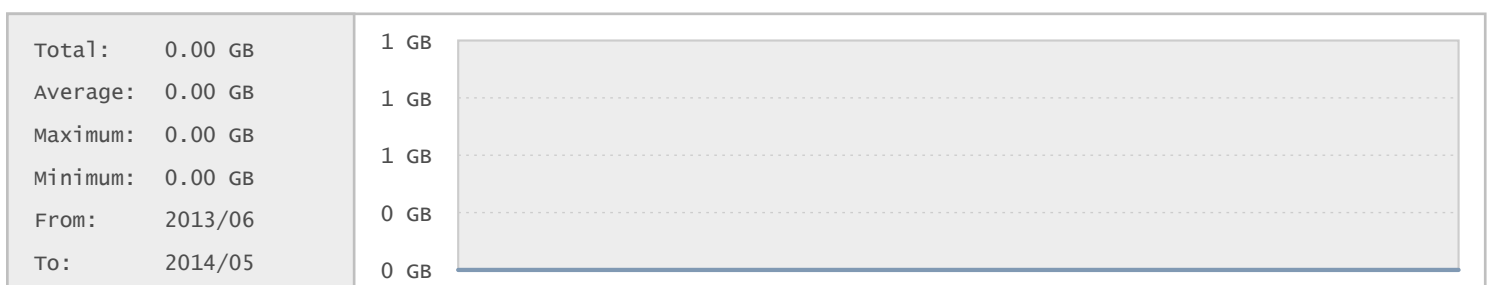 Total: 0.00 GB
Average: 0.00 GB
Maximum: 0.00 GB
Minimum: 0.00 GB
From: 2013/06
To: 2014/05
1 GB
1 GB
1 GB
0 GB
0 GB